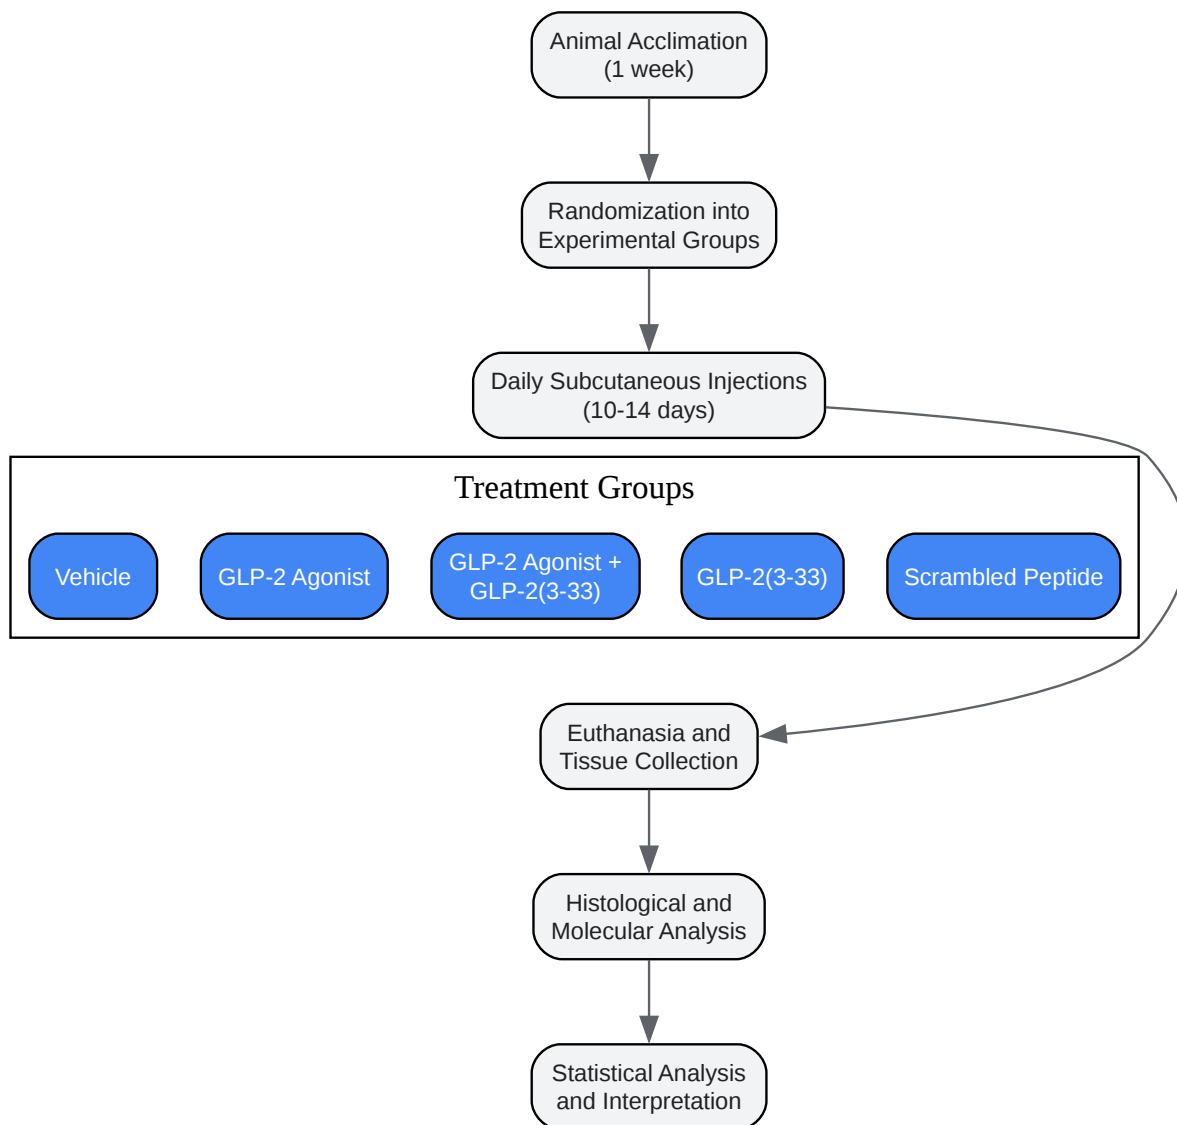 Animal Acclimation
(1 week)
Randomization into
Experimental Groups
Daily Subcutaneous Injections
(10-14 days)
Treatment Groups
Vehicle
GLP-2 Agonist
GLP-2 Agonist +
GLP-2(3-33)
GLP-2(3-33)
Scrambled Peptide
Euthanasia and
Tissue Collection
Histological and
Molecular Analysis
Statistical Analysis
and Interpretation